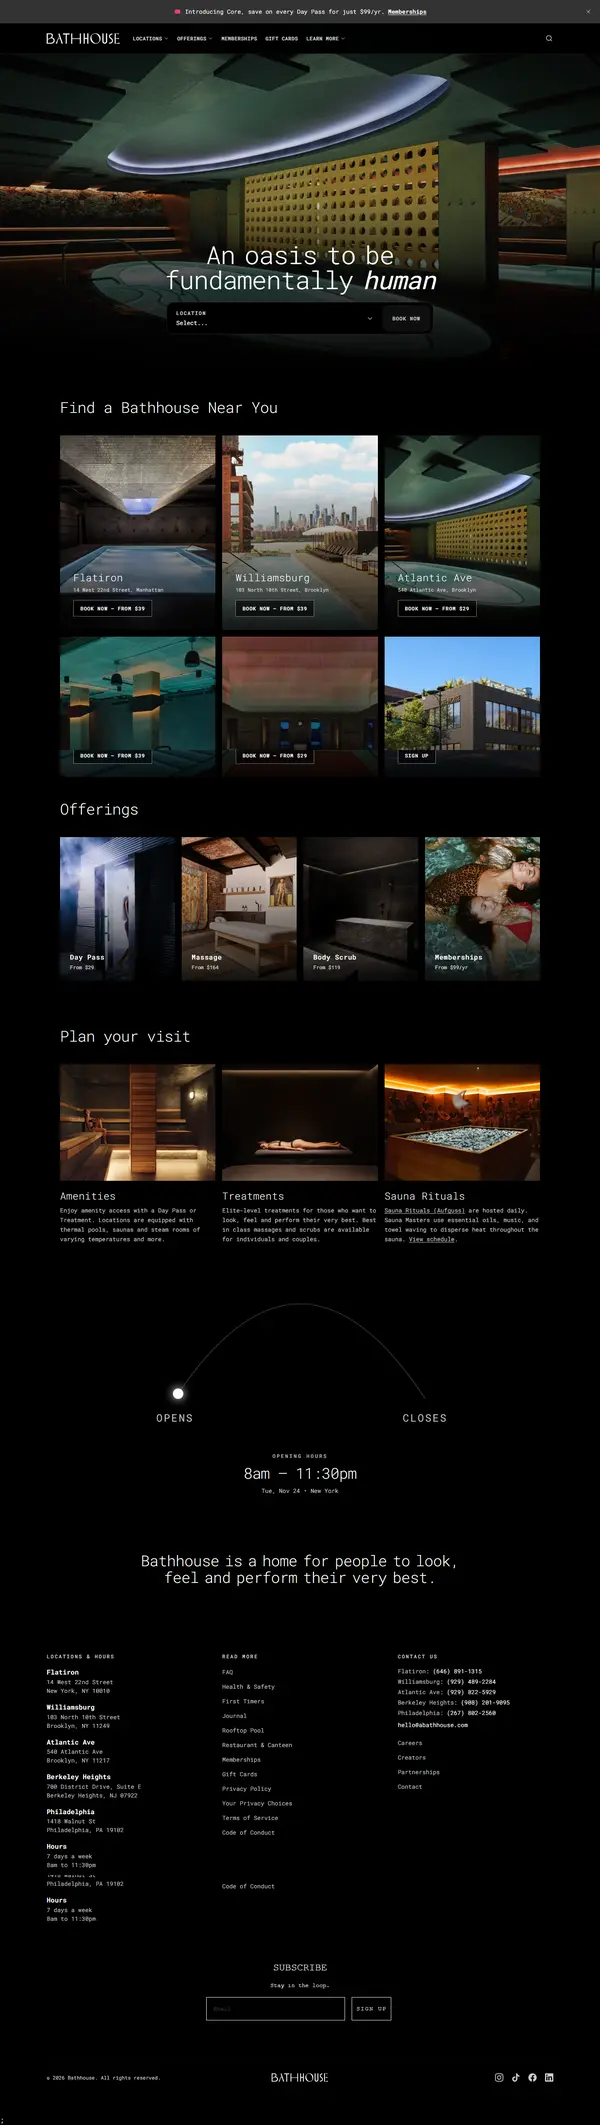 Introducing Core, save on every Day Pass for just $99/yr. Memberships
BATHHOUSE
LOCATIONS
OFFERINGS
MEMBERSHIPS
GIFT CARDS
LEARN MORE
An oasis to be
fundamentally human
LOCATION
Select...
BOOK NOW
Find a Bathhouse Near You
Flatiron
14 West 22nd Street, Manhattan
BOOK NOW — FROM $39
Williamsburg
103 North 10th Street, Brooklyn
BOOK NOW — FROM $39
Atlantic Ave
540 Atlantic Ave, Brooklyn
BOOK NOW — FROM $29
BOOK NOW — FROM $39
BOOK NOW — FROM $29
SIGN UP
Offerings
Day Pass
From $29
Massage
From $164
Body Scrub
From $119
Memberships
From $99/yr
Plan your visit
Amenities
Enjoy amenity access with a Day Pass or
Treatment. Locations are equipped with
thermal pools, saunas and steam rooms of
varying temperatures and more.
Treatments
Elite-level treatments for those who want to
look, feel and perform their very best. Best
in class massages and scrubs are available
for individuals and couples.
Sauna Rituals
Sauna Rituals (Aufguss) are hosted daily.
Sauna Masters use essential oils, music, and
towel waving to disperse heat throughout the
sauna. View schedule.
OPENS
CLOSES
OPENING HOURS
8am — 11:30pm
Tue, Nov 24 • New York
Bathhouse is a home for people to look,
feel and perform their very best.
LOCATIONS & HOURS
Flatiron
14 West 22nd Street
New York, NY 10010
Williamsburg
103 North 10th Street
Brooklyn, NY 11249
Atlantic Ave
540 Atlantic Ave
Brooklyn, NY 11217
Berkeley Heights
700 District Drive, Suite E
Berkeley Heights, NJ 07922
Philadelphia
1418 Walnut St
Philadelphia, PA 19102
Hours
7 days a week
8am to 11:30pm
1418 Walnut St
Philadelphia, PA 19102
Hours
7 days a week
8am to 11:30pm
READ MORE
FAQ
Health & Safety
First Timers
Journal
Rooftop Pool
Restaurant & Canteen
Memberships
Gift Cards
Privacy Policy
Your Privacy Choices
Terms of Service
Code of Conduct
Code of Conduct
CONTACT US
Flatiron: (646) 891-1315
Williamsburg: (929) 489-2284
Atlantic Ave: (929) 822-5929
Berkeley Heights: (908) 201-9095
Philadelphia: (267) 802-2560
hello@abathhouse.com
Careers
Creators
Partnerships
Contact
SUBSCRIBE
Stay in the loop.
Email
SIGN UP
© 2026 Bathhouse. All rights reserved.
BATHHOUSE
;